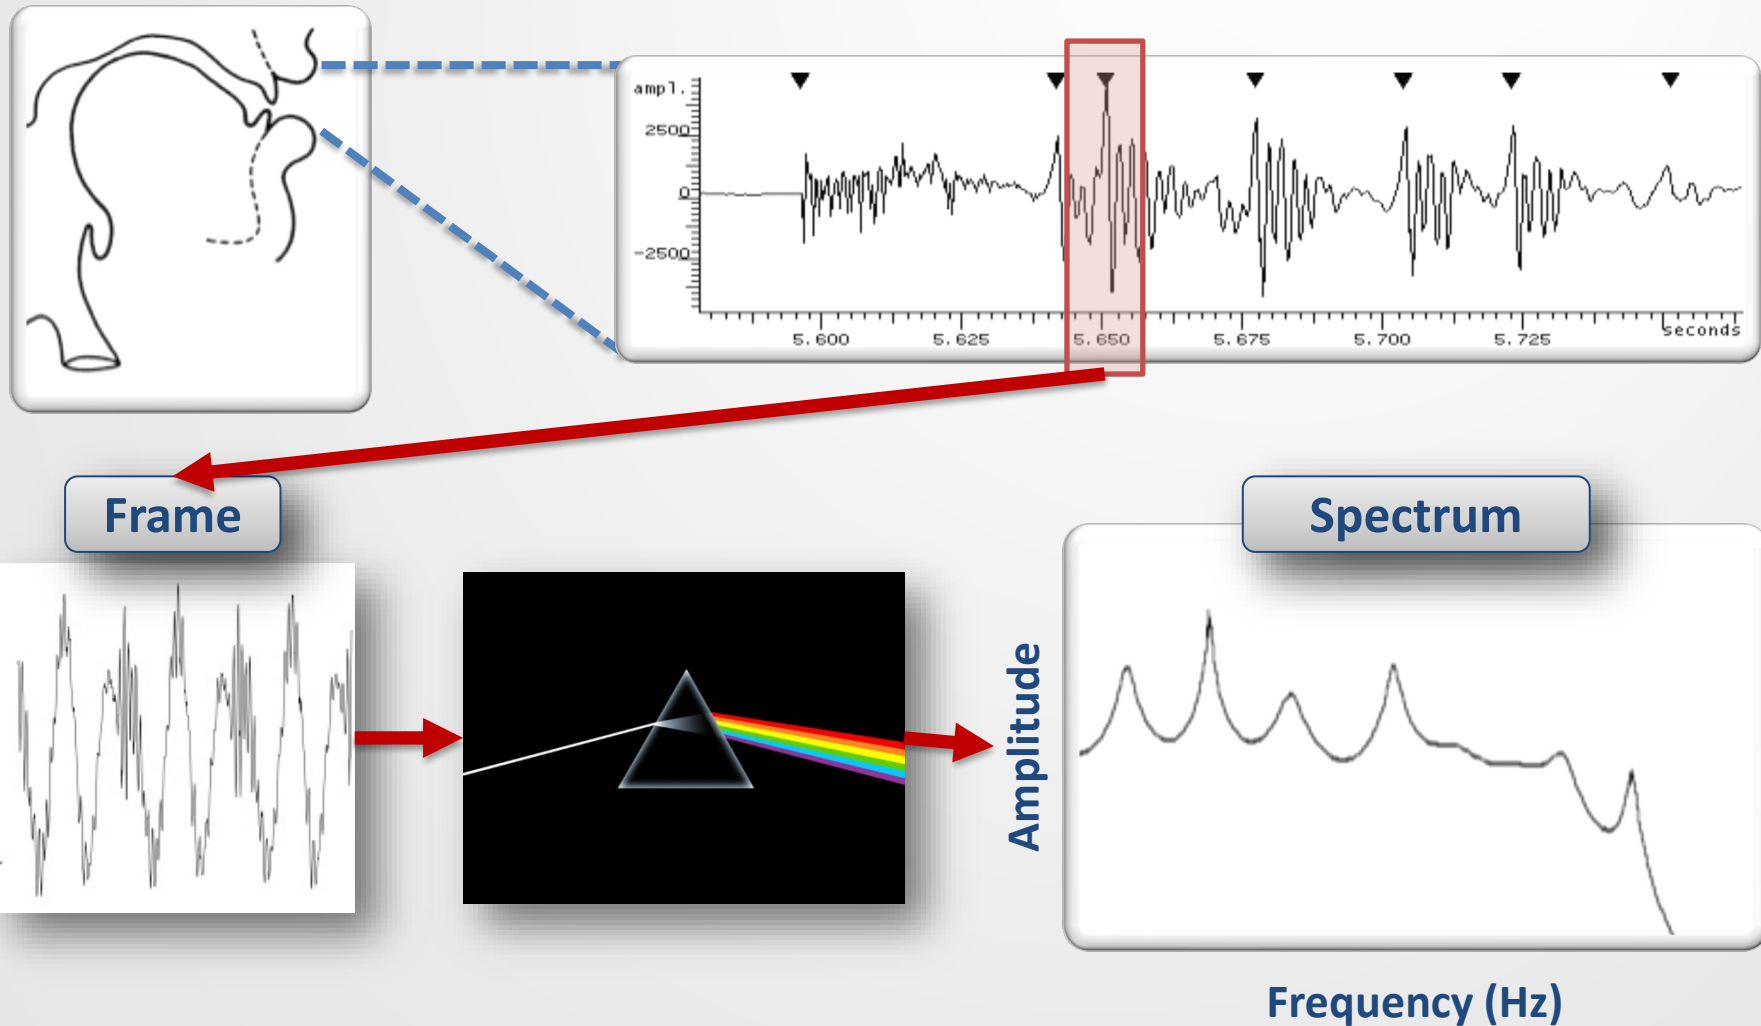 ampl.
2500
0
-2500
5.600 5.625 5.650 5.675 5.700 5.725
seconds
Frame
Spectrum
Amplitude
Frequency (Hz)